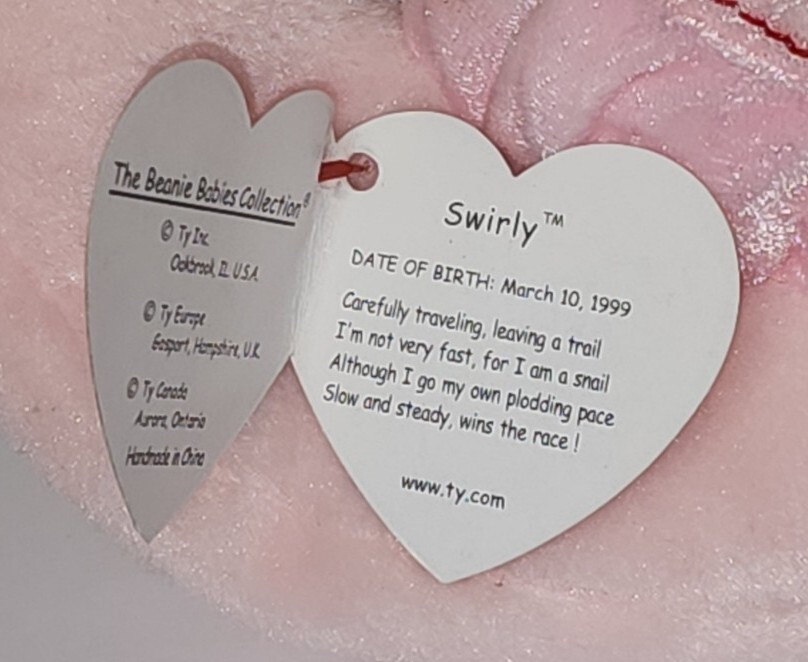 The Beanie Babies Collection®
© Ty Inc.
Oakbrook, IL. U.S.A.
© Ty Europe
Gasport, Hampshire, U.K.
© Ty Canada
Aurora, Ontario
Handmade in China
Swirly™
DATE OF BIRTH: March 10, 1999
Carefully traveling, leaving a trail
I'm not very fast, for I am a snail
Although I go my own plodding pace
Slow and steady, wins the race !
www.ty.com